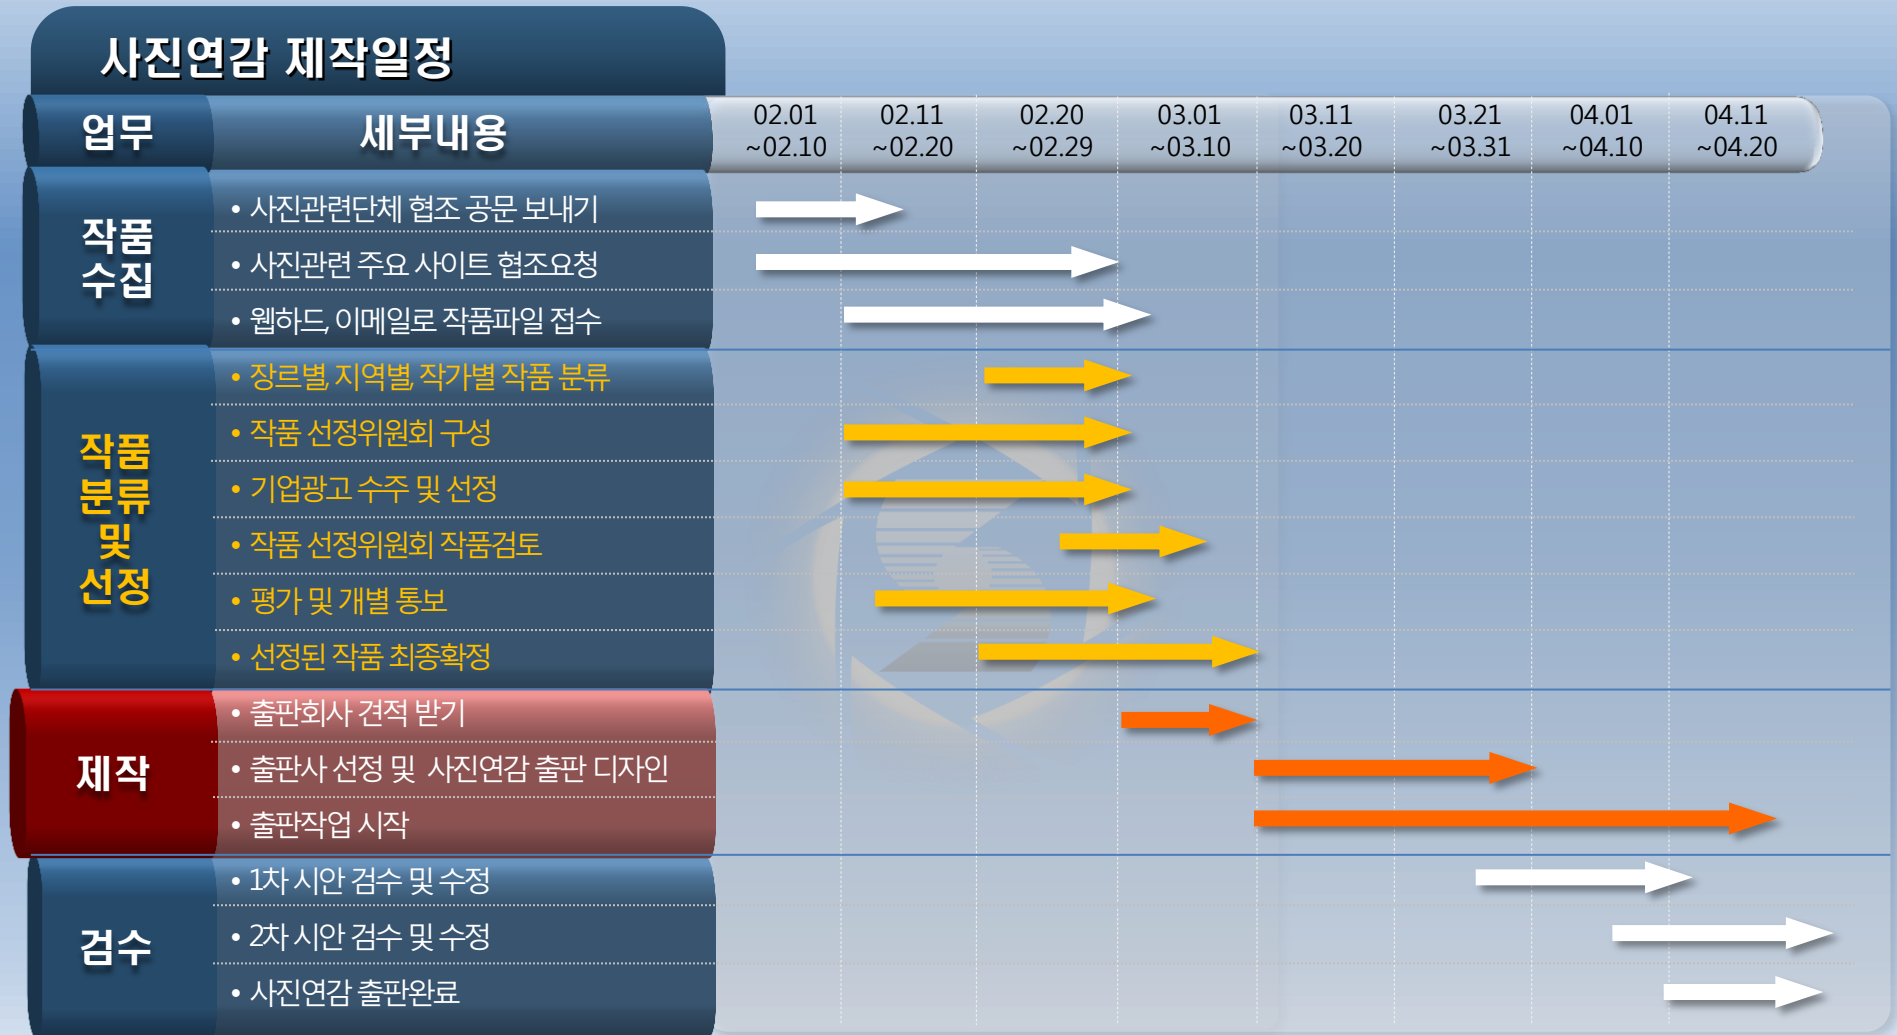 사진연감 제작일정
업무
세부내용
02.01
~02.10
02.11
~02.20
02.20
~02.29
03.01
~03.10
03.11
~03.20
03.21
~03.31
04.01
~04.10
04.11
~04.20
작품
수집
• 사진관련단체 협조 공문 보내기
• 사진관련 주요 사이트 협조요청
• 웹하드, 이메일로 작품파일 접수
작품
분류
및
선정
• 장르별, 지역별, 작가별 작품 분류
• 작품 선정위원회 구성
• 기업광고 수주 및 선정
• 작품 선정위원회 작품검토
• 평가 및 개별 통보
• 선정된 작품 최종확정
제작
• 출판회사 견적 받기
• 출판사 선정 및 사진연감 출판 디자인
• 출판작업 시작
검수
• 1차 시안 검수 및 수정
• 2차 시안 검수 및 수정
• 사진연감 출판완료